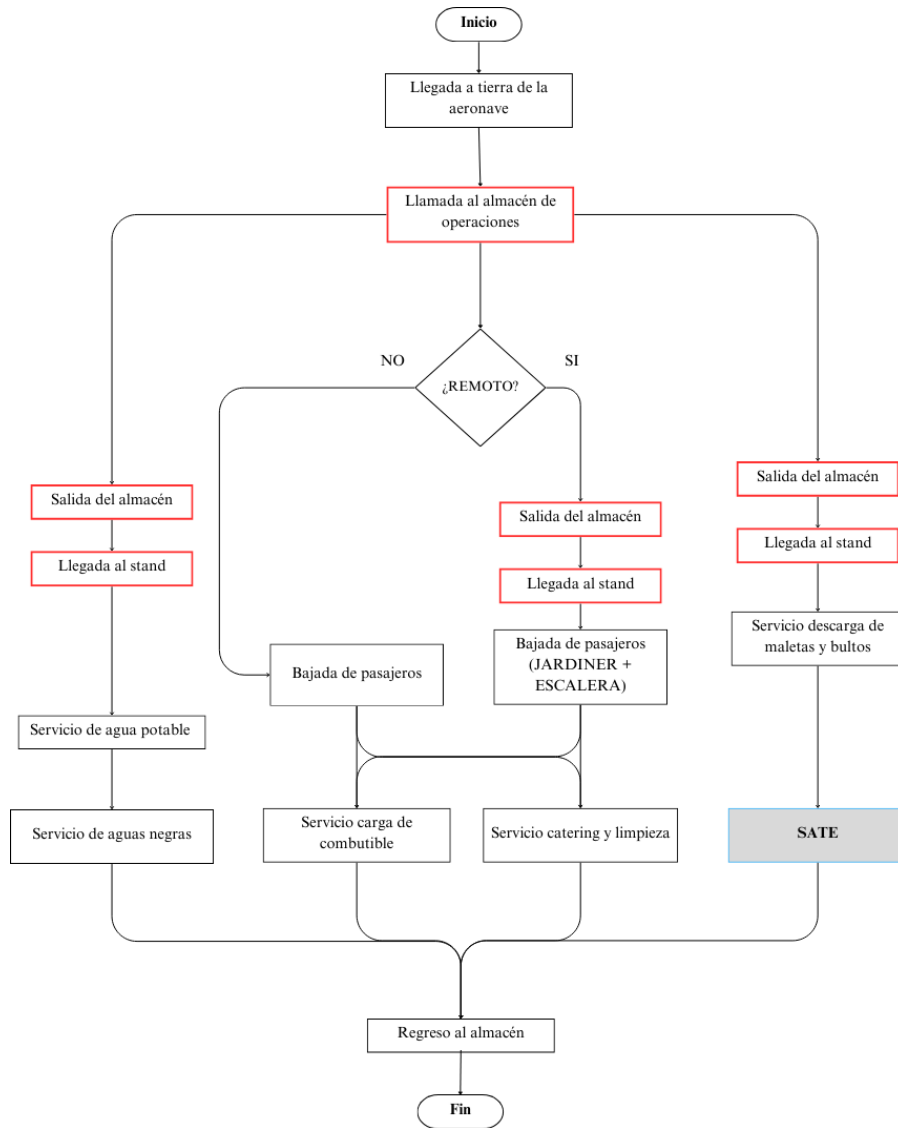 Inicio
Llegada a tierra de la
aeronave
Llamada al almacén de
operaciones
NO
SI
¿REMOTO?
Salida del almacén
Llegada al stand
Servicio de agua potable
Servicio de aguas negras
Bajada de pasajeros
Salida del almacén
Llegada al stand
Bajada de pasajeros
(JARDINER +
ESCALERA)
Servicio carga de
combutible
Servicio catering y limpieza
Salida del almacén
Llegada al stand
Servicio descarga de
maletas y bultos
SATE
Regreso al almacén
Fin